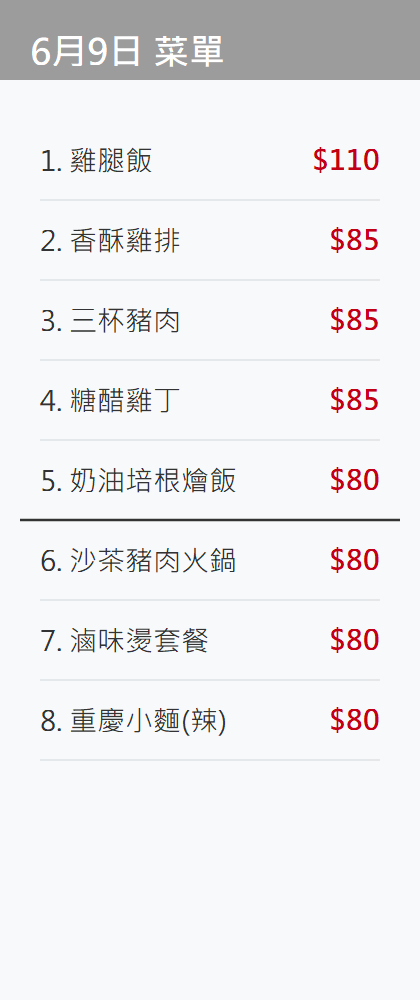 6月9日 菜單
1. 雞腿飯 $110
2. 香酥雞排 $85
3. 三杯豬肉 $85
4. 糖醋雞丁 $85
5. 奶油培根燴飯 $80
6. 沙茶豬肉火鍋 $80
7. 滷味燙套餐 $80
8. 重慶小麵(辣) $80